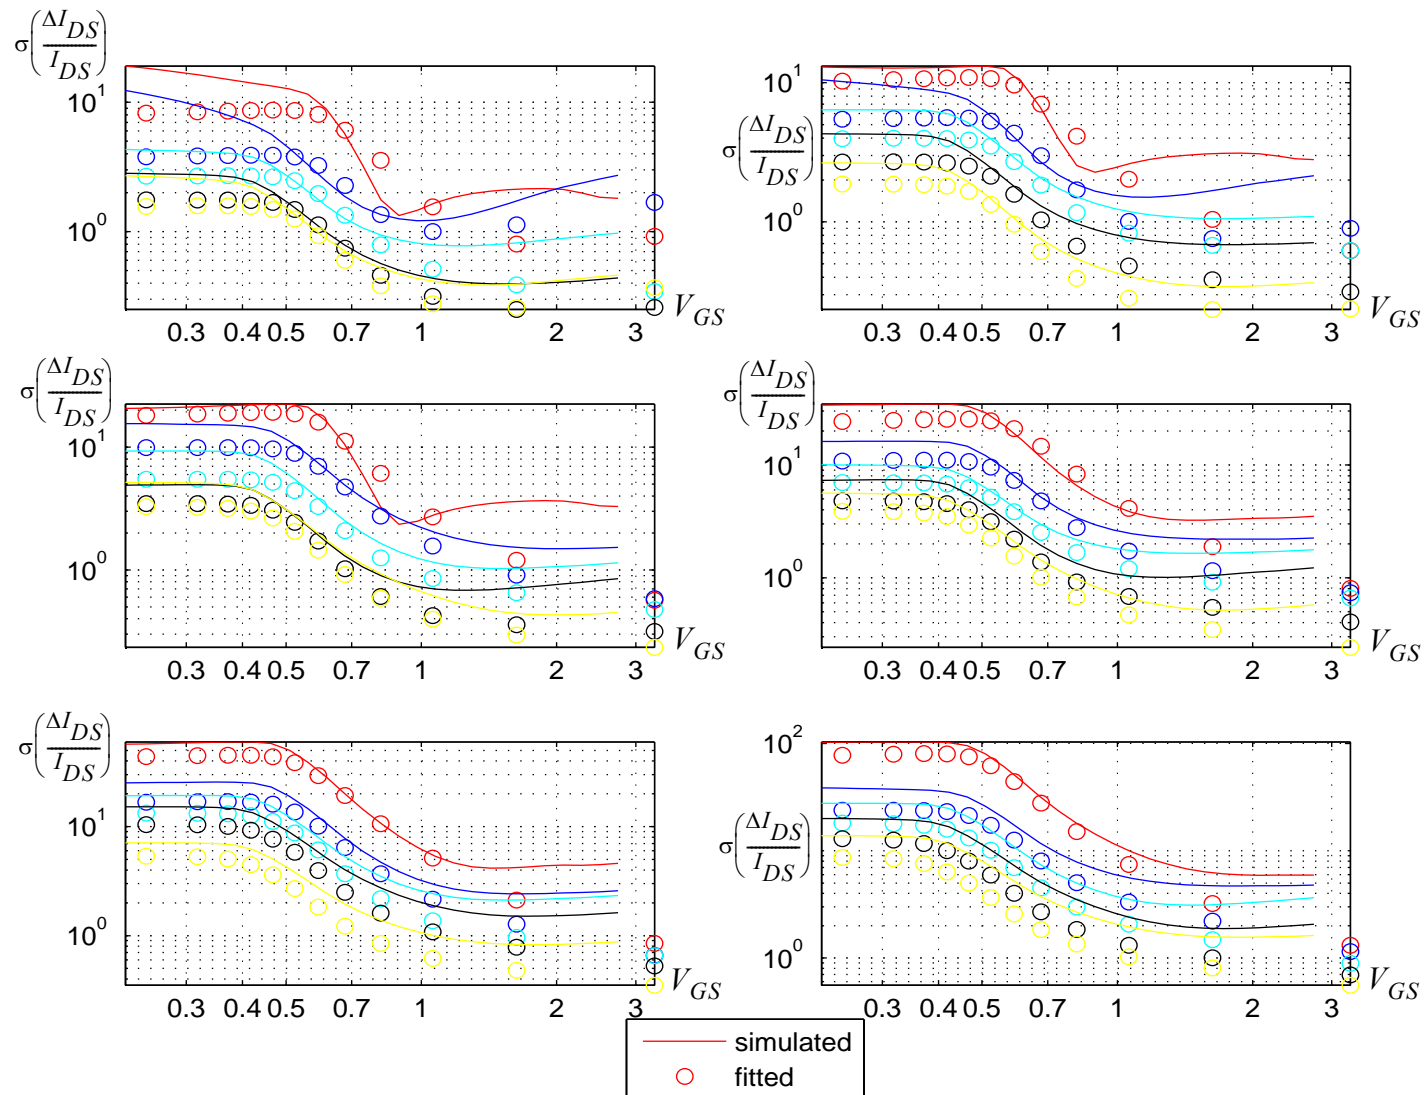 σ(ΔI_DS/I_DS) σ(ΔI_DS/I_DS)
10^1 10^1
10^0 10^0
0.3 0.4 0.5 0.7 1 2 3 V_GS 0.3 0.4 0.5 0.7 1 2 3 V_GS
σ(ΔI_DS/I_DS) σ(ΔI_DS/I_DS)
10^1 10^1
10^0 10^0
0.3 0.4 0.5 0.7 1 2 3 V_GS 0.3 0.4 0.5 0.7 1 2 3 V_GS
σ(ΔI_DS/I_DS) 10^2
10^1 σ(ΔI_DS/I_DS)
10^0 10^0
0.3 0.4 0.5 0.7 1 2 3 V_GS 0.3 0.4 0.5 0.7 1 2 3 V_GS
simulated
fitted